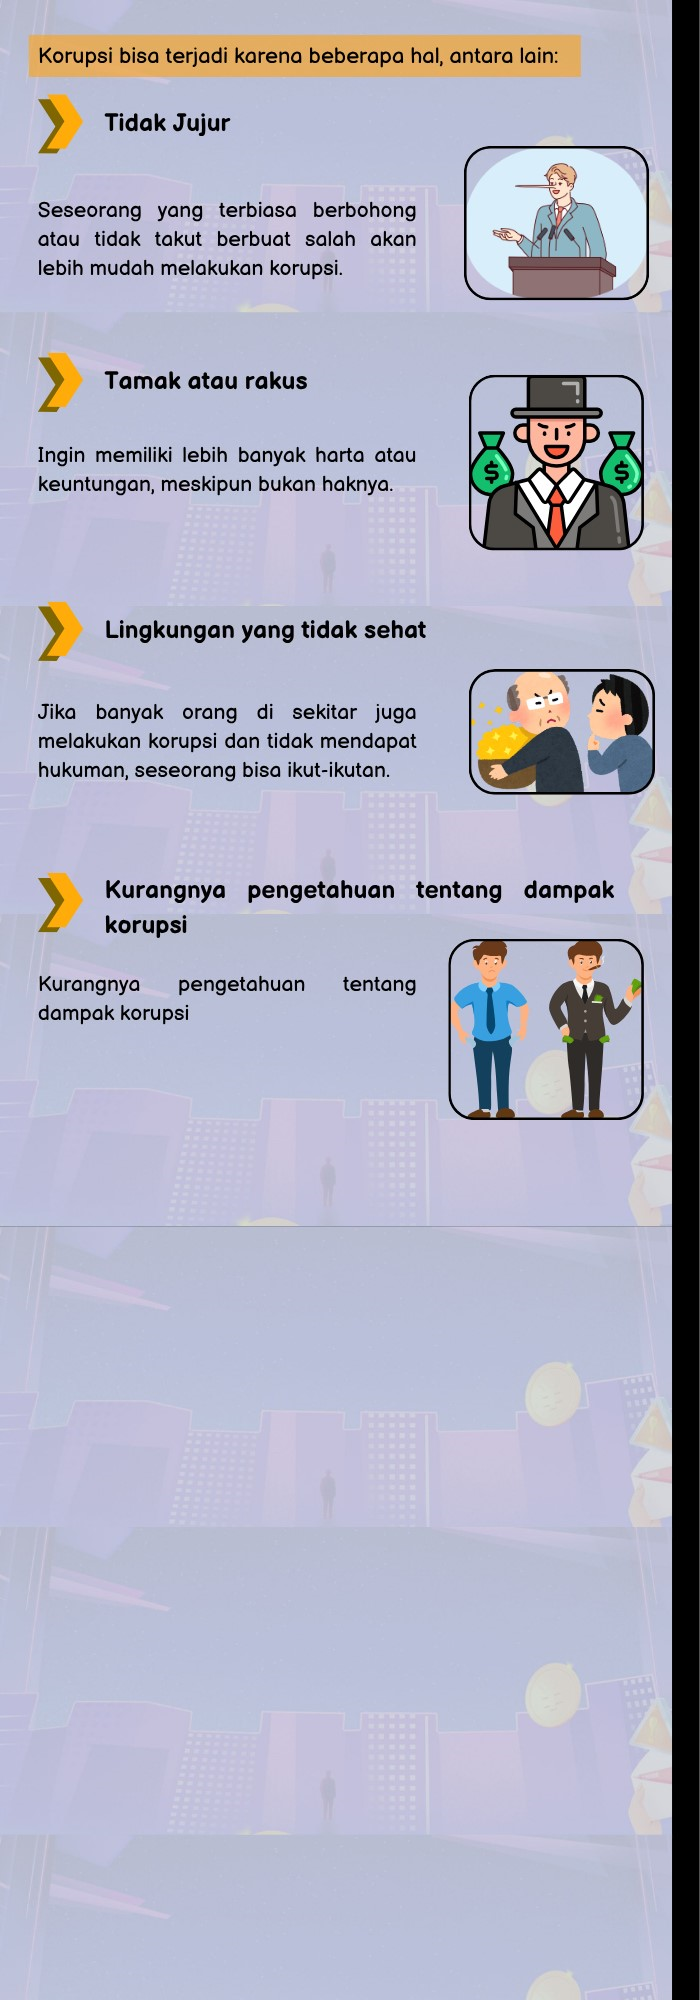 Korupsi bisa terjadi karena beberapa hal, antara lain:
Tidak Jujur
Seseorang yang terbiasa berbohong
atau tidak takut berbuat salah akan
lebih mudah melakukan korupsi.
Tamak atau rakus
Ingin memiliki lebih banyak harta atau
keuntungan, meskipun bukan haknya.
$ $
Lingkungan yang tidak sehat
Jika banyak orang di sekitar juga
melakukan korupsi dan tidak mendapat
hukuman, seseorang bisa ikut-ikutan.
Kurangnya pengetahuan tentang dampak
korupsi
Kurangnya pengetahuan tentang
dampak korupsi